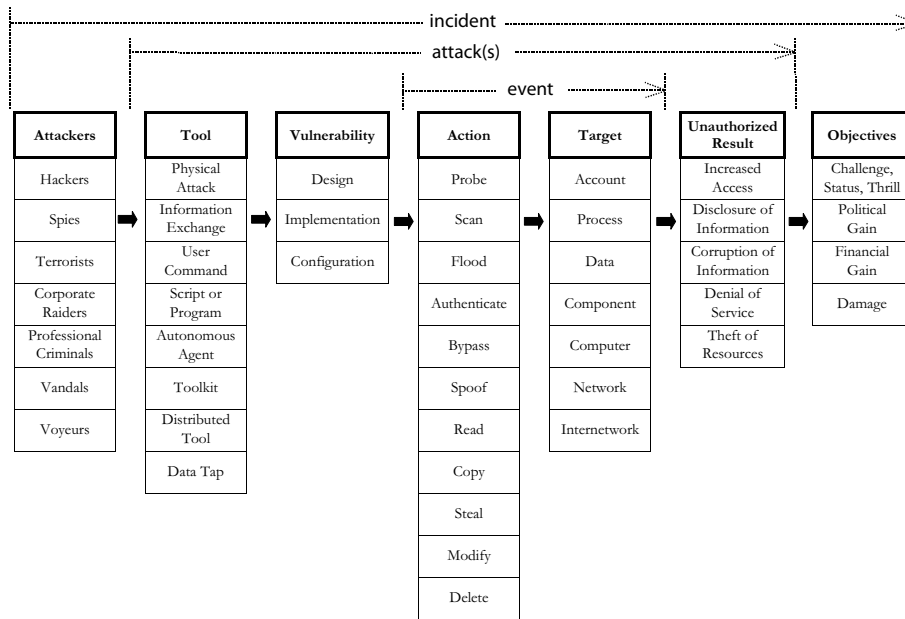 incident
attack(s)
event
Attackers
Hackers
Spies
Terrorists
Corporate
Raiders
Professional
Criminals
Vandals
Voyeurs
Tool
Physical
Attack
Information
Exchange
User
Command
Script or
Program
Autonomous
Agent
Toolkit
Distributed
Tool
Data Tap
Vulnerability
Design
Implementation
Configuration
Action
Probe
Scan
Flood
Authenticate
Bypass
Spoof
Read
Copy
Steal
Modify
Delete
Target
Account
Process
Data
Component
Computer
Network
Internetwork
Unauthorized
Result
Increased
Access
Disclosure of
Information
Corruption of
Information
Denial of
Service
Theft of
Resources
Objectives
Challenge,
Status, Thrill
Political
Gain
Financial
Gain
Damage